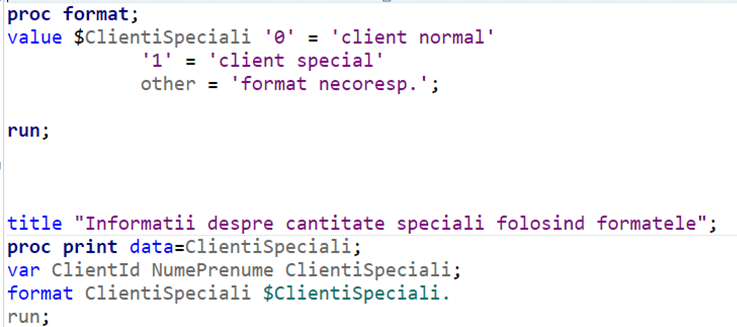 proc format;
value $ClientiSpeciali '0' = 'client normal'
'1' = 'client special'
other = 'format necoresp.';
run;
title "Informatii despre cantitate speciali folosind formatele";
proc print data=ClientiSpeciali;
var ClientId NumePrenume ClientiSpeciali;
format ClientiSpeciali $ClientiSpeciali.
run;